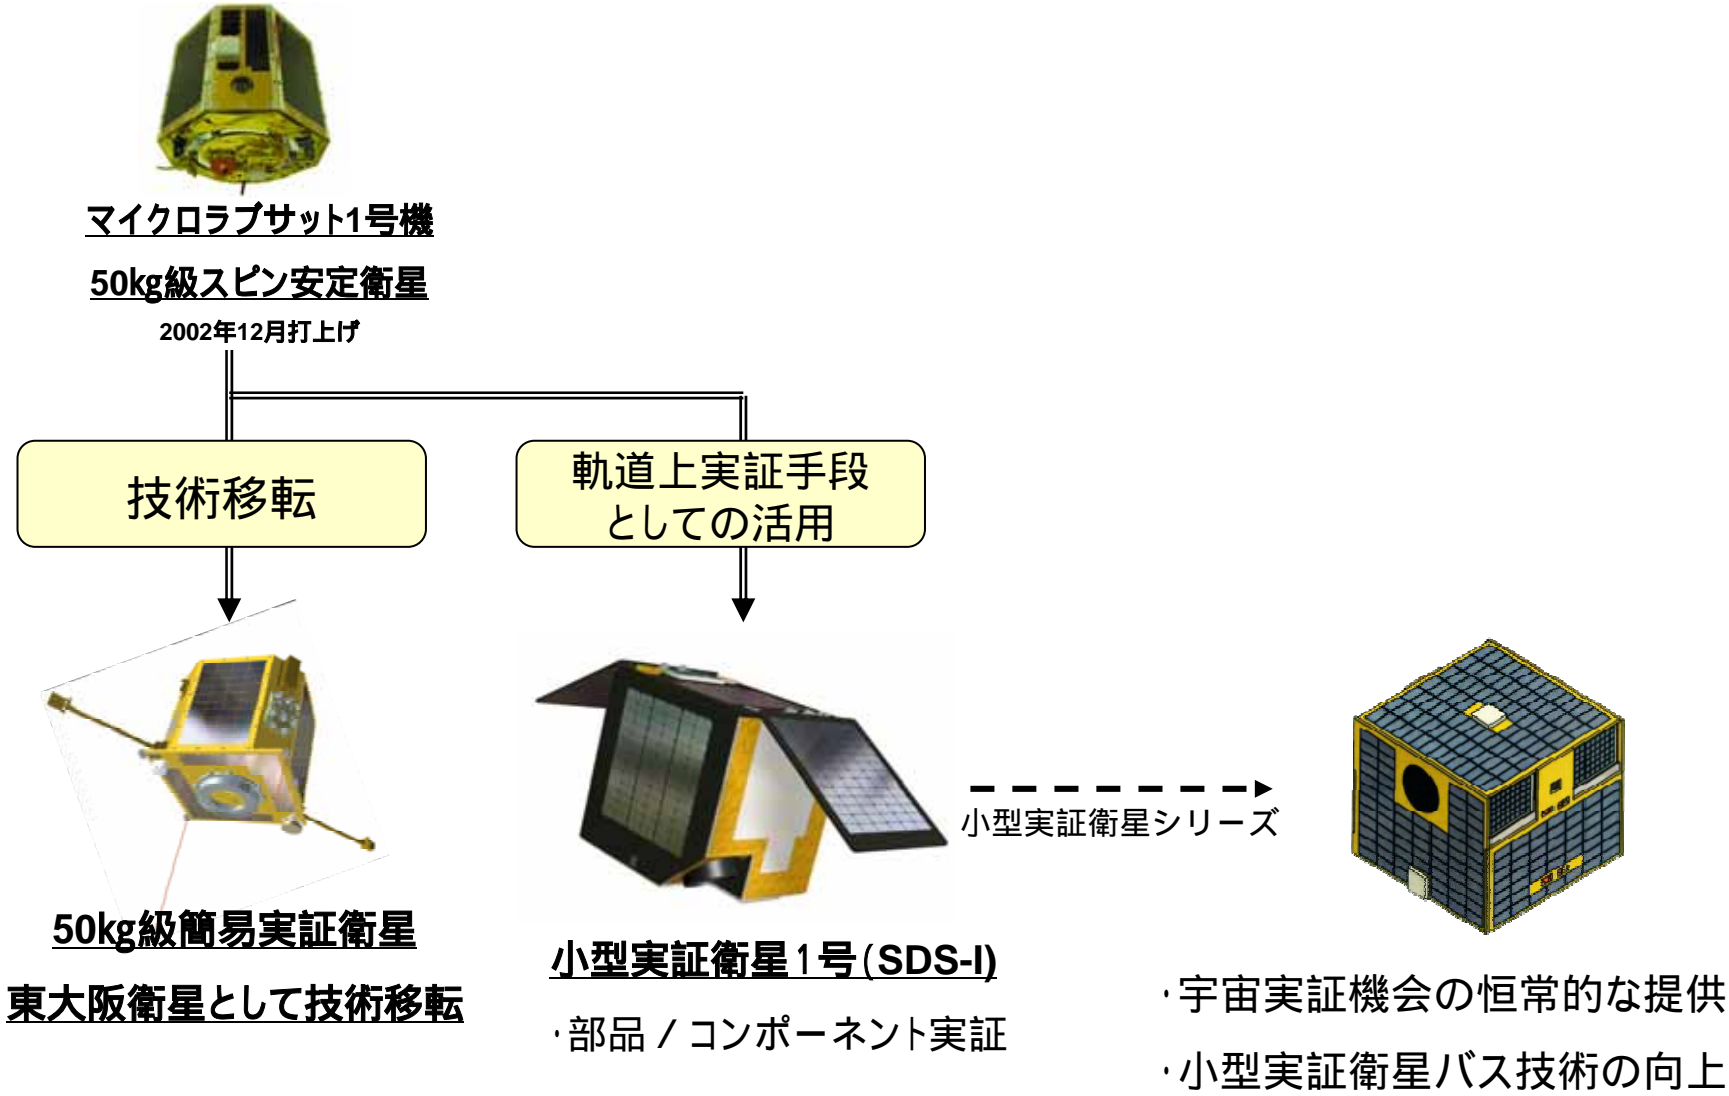 マイクロラブサット1号機
50kg級スピン安定衛星
2002年12月打上げ
技術移転
軌道上実証手段
としての活用
小型実証衛星シリーズ
50kg級簡易実証衛星
東大阪衛星として技術移転
小型実証衛星1号(SDS-I)
･部品/コンポーネント実証
･宇宙実証機会の恒常的な提供
･小型実証衛星バス技術の向上